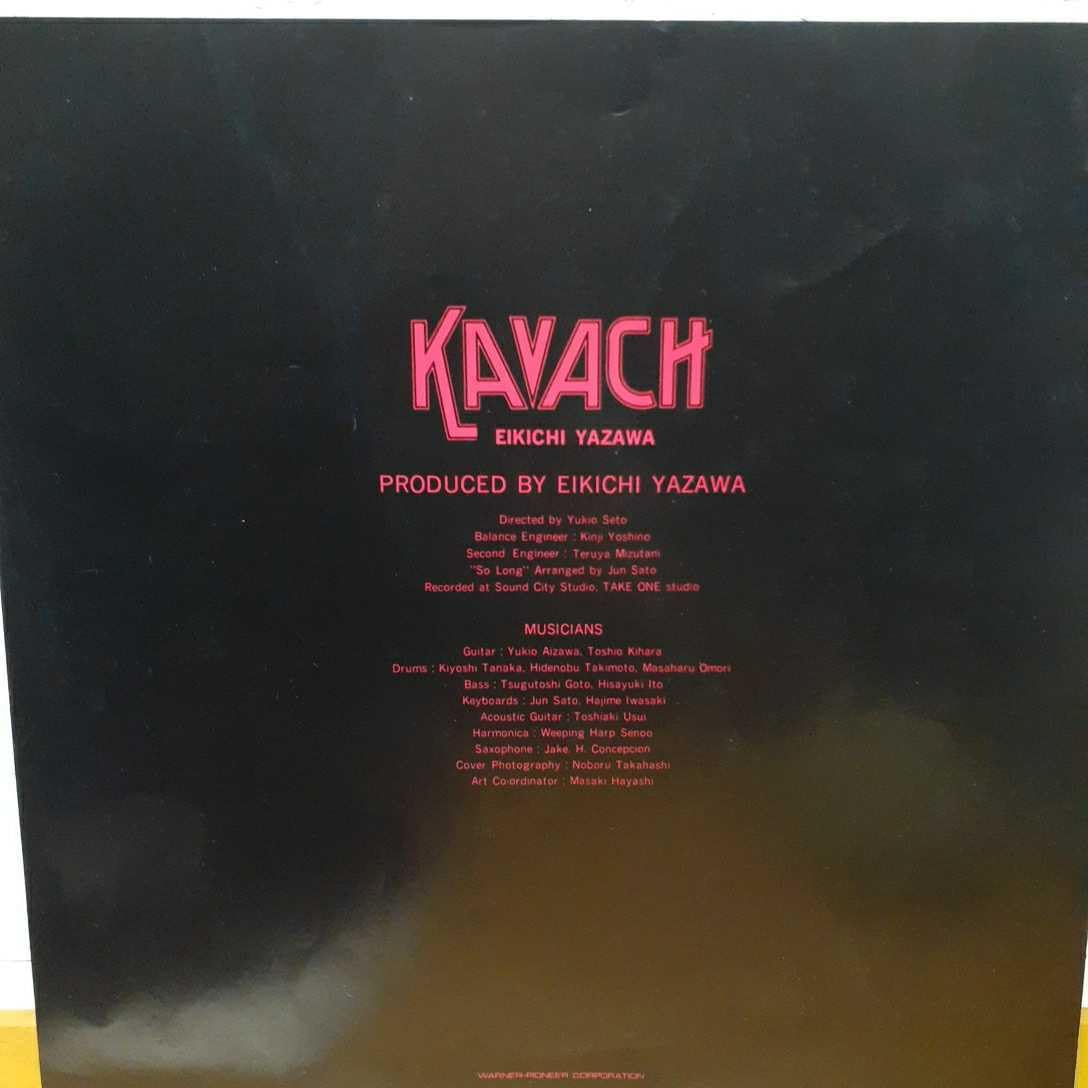 KAVACH
EIKICHI YAZAWA
PRODUCED BY EIKICHI YAZAWA
Directed by Yukio Seto
Balance Engineer : Kinji Yoshino
Second Engineer : Teruya Mizutani
"So Long" Arranged by Jun Sato
Recorded at Sound City Studio, TAKE ONE studio
MUSICIANS
Guitar : Yukio Aizawa, Toshio Kihara
Drums : Kiyoshi Tanaka, Hidenobu Takimoto, Masaharu Omori
Bass : Tsugutoshi Goto, Hisayuki Ito
Keyboards : Jun Sato, Hajime Iwasaki
Acoustic Guitar : Toshiaki Usui
Harmonica : Weeping Harp Senoo
Saxophone : Jake. H. Concepcion
Cover Photography : Noboru Takahashi
Art Co-ordinator : Masaki Hayashi
WARNER-PIONEER CORPORATION